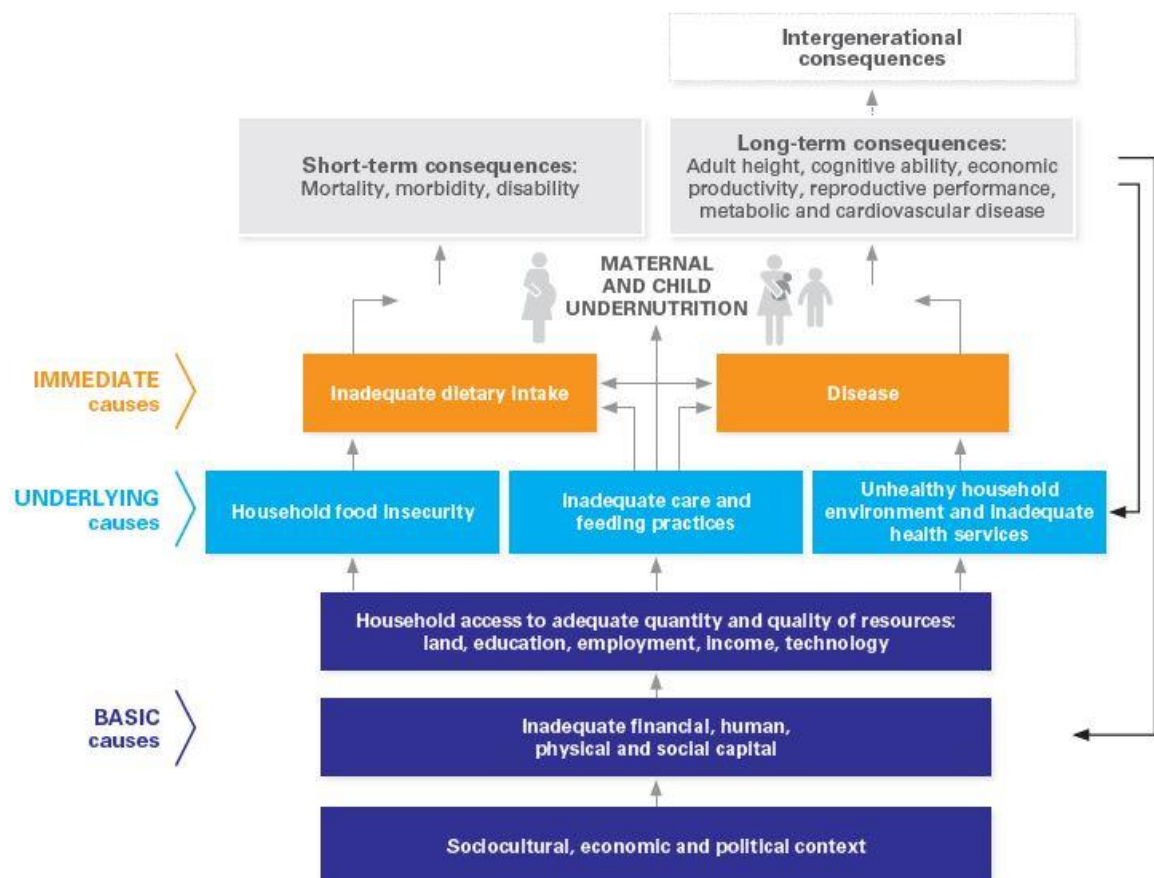 Intergenerational
consequences
Short-term consequences:
Mortality, morbidity, disability
Long-term consequences:
Adult height, cognitive ability, economic
productivity, reproductive performance,
metabolic and cardiovascular disease
MATERNAL
AND CHILD
UNDERNUTRITION
IMMEDIATE
causes
Inadequate dietary intake
Disease
UNDERLYING
causes
Household food insecurity
Inadequate care and
feeding practices
Unhealthy household
environment and inadequate
health services
Household access to adequate quantity and quality of resources:
land, education, employment, income, technology
BASIC
causes
Inadequate financial, human,
physical and social capital
Sociocultural, economic and political context